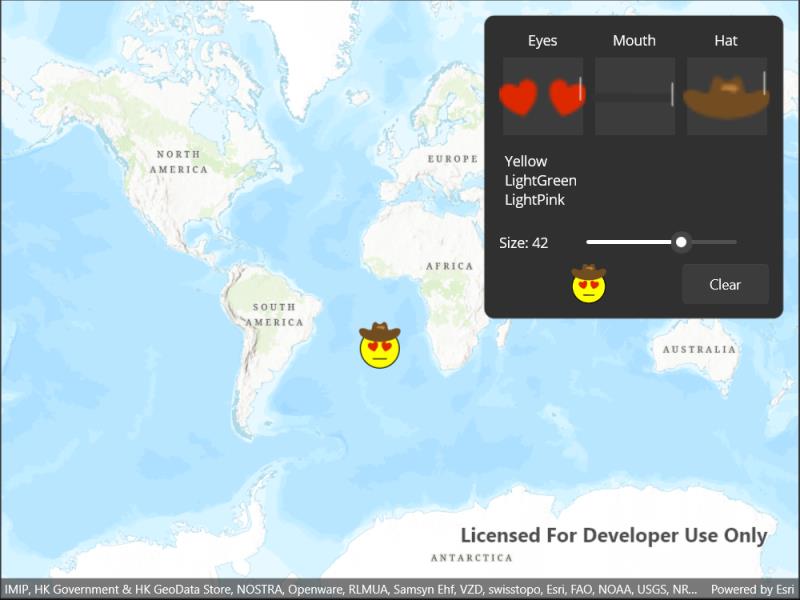 Eyes Mouth Hat
Yellow
LightGreen
LightPink
Size: 42
Clear
NORTH
AMERICA
EUROPE
AFRICA
SOUTH
AMERICA
AUSTRALIA
Licensed For Developer Use Only
ANTARCTICA
IMIP, HK Government & HK GeoData Store, NOSTRA, Openware, RLMUA, Samsyn Ehf, VZD, swisstopo, Esri, FAO, NOAA, USGS, NR... Powered by Esri